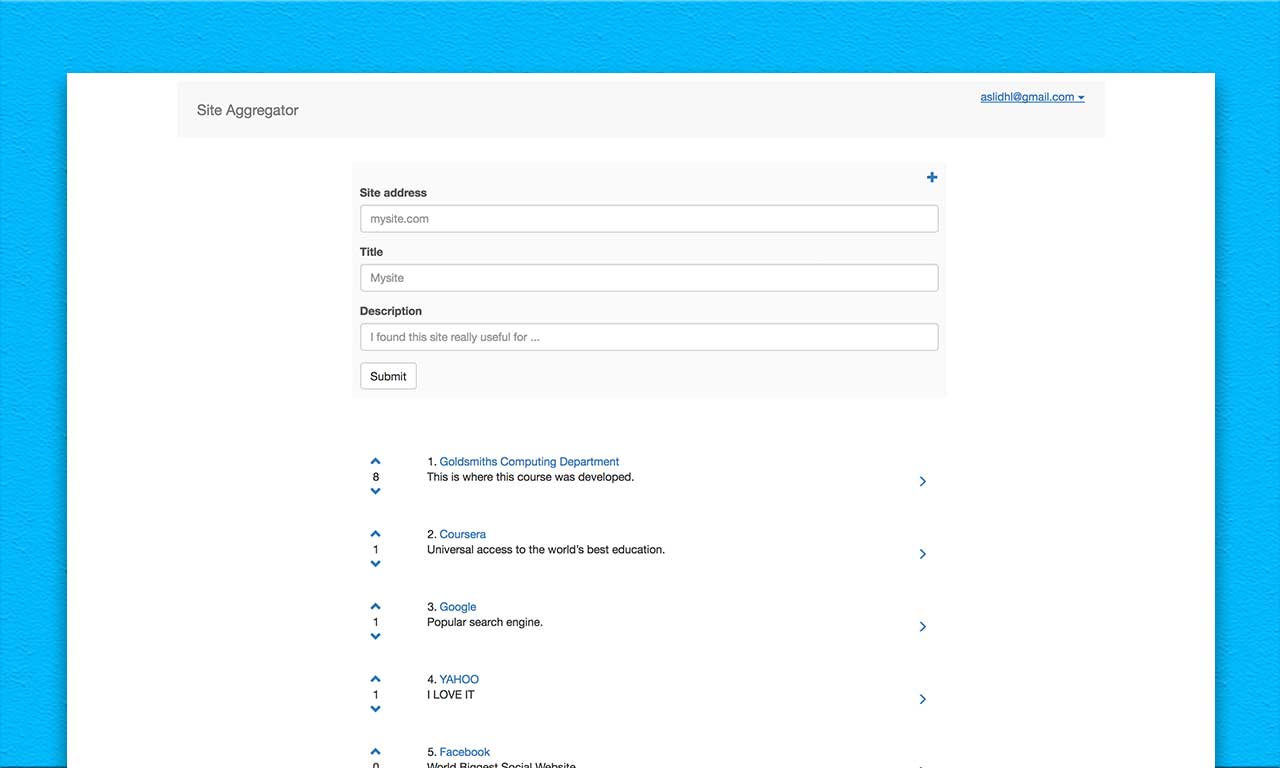 Site Aggregator
aslidhl@gmail.com
Site address
mysite.com
Title
Mysite
Description
I found this site really useful for ...
Submit
8
1. Goldsmiths Computing Department
This is where this course was developed.
1
2. Coursera
Universal access to the world's best education.
1
3. Google
Popular search engine.
1
4. YAHOO
I LOVE IT
0
5. Facebook
World Biggest Social Website